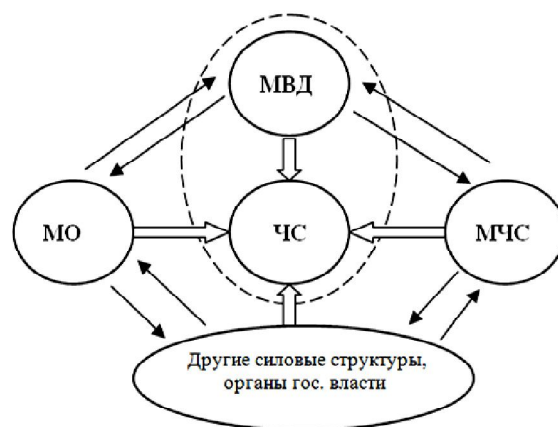 МВД
МО
ЧС
МЧС
Другие силовые структуры,
органы гос. власти